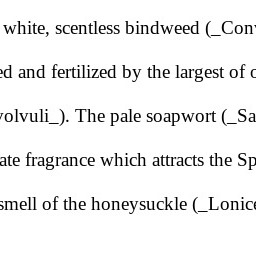 white, scentless bindweed (_Conv
ed and fertilized by the largest of o
volvuli_). The pale soapwort (_Sa
ate fragrance which attracts the Sp
smell of the honeysuckle (_Lonice